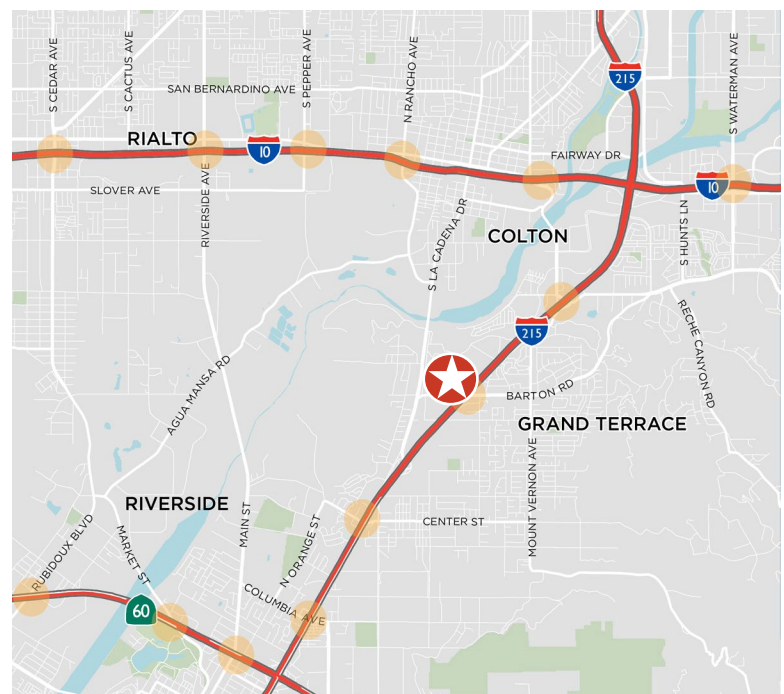 S CEDAR AVE
S CACTUS AVE
S PEPPER AVE
N RANCHO AVE
215
S WATERMAN AVE
SAN BERNARDINO AVE
RIALTO
10
FAIRWAY DR
SLOVER AVE
RIVERSIDE AVE
10
S LA CADENA DR
COLTON
S HUNTS LN
215
RECHE CANYON RD
AGUA MANSA RD
BARTON RD
GRAND TERRACE
RIVERSIDE
MAIN ST
N ORANGE ST
CENTER ST
MOUNT VERNON AVE
RUBIDOUX BLVD
MARKET ST
COLUMBIA AVE
60